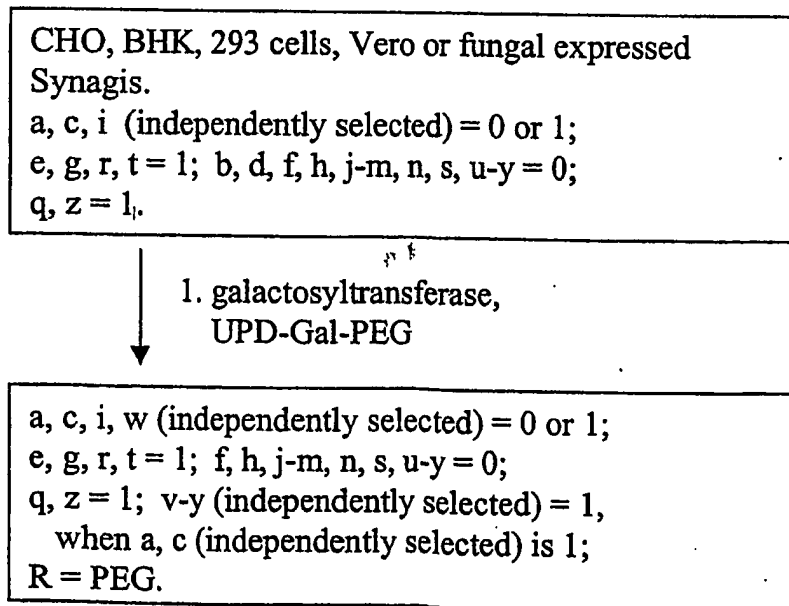 CHO, BHK, 293 cells, Vero or fungal expressed
Synagis.
a, c, i (independently selected) = 0 or 1;
e, g, r, t = 1; b, d, f, h, j-m, n, s, u-y = 0;
q, z = 1.
1. galactosyltransferase,
UPD-Gal-PEG
a, c, i, w (independently selected) = 0 or 1;
e, g, r, t = 1; f, h, j-m, n, s, u-y = 0;
q, z = 1; v-y (independently selected) = 1,
when a, c (independently selected) is 1;
R = PEG.